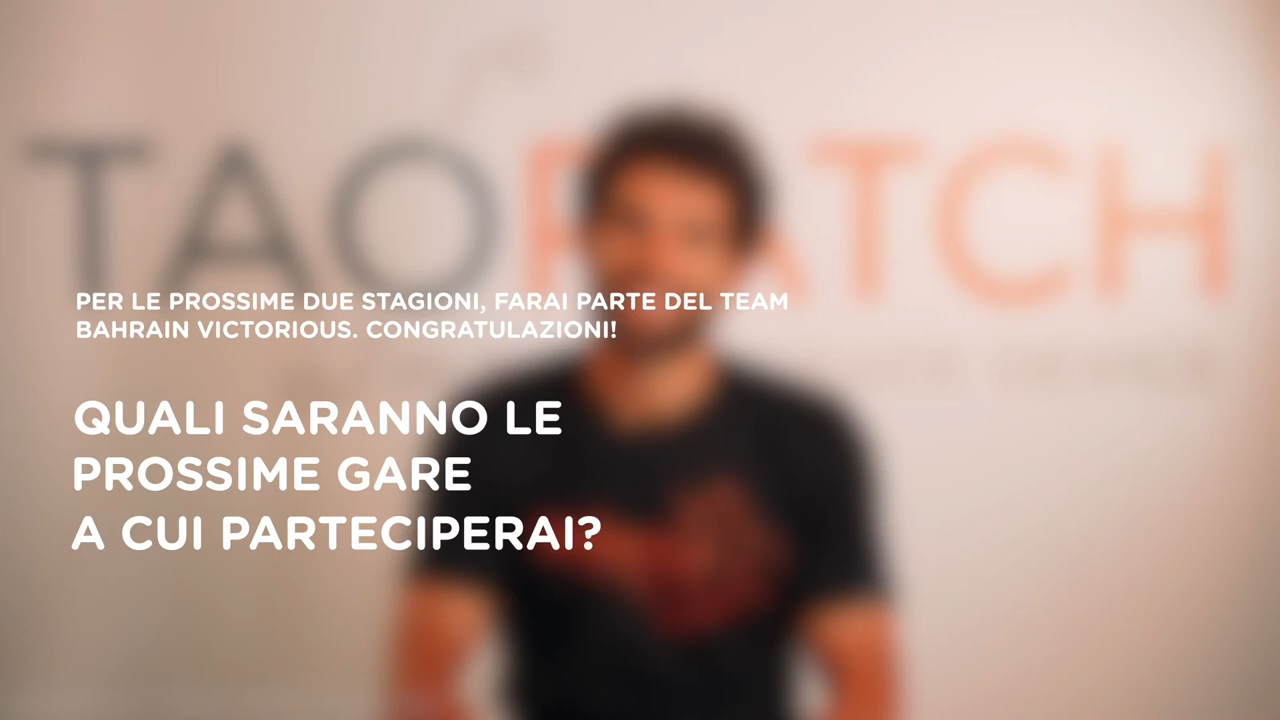 TAOPATCH
PER LE PROSSIME DUE STAGIONI, FARAI PARTE DEL TEAM
BAHRAIN VICTORIOUS. CONGRATULAZIONI!
QUALI SARANNO LE
PROSSIME GARE
A CUI PARTECIPERAI?